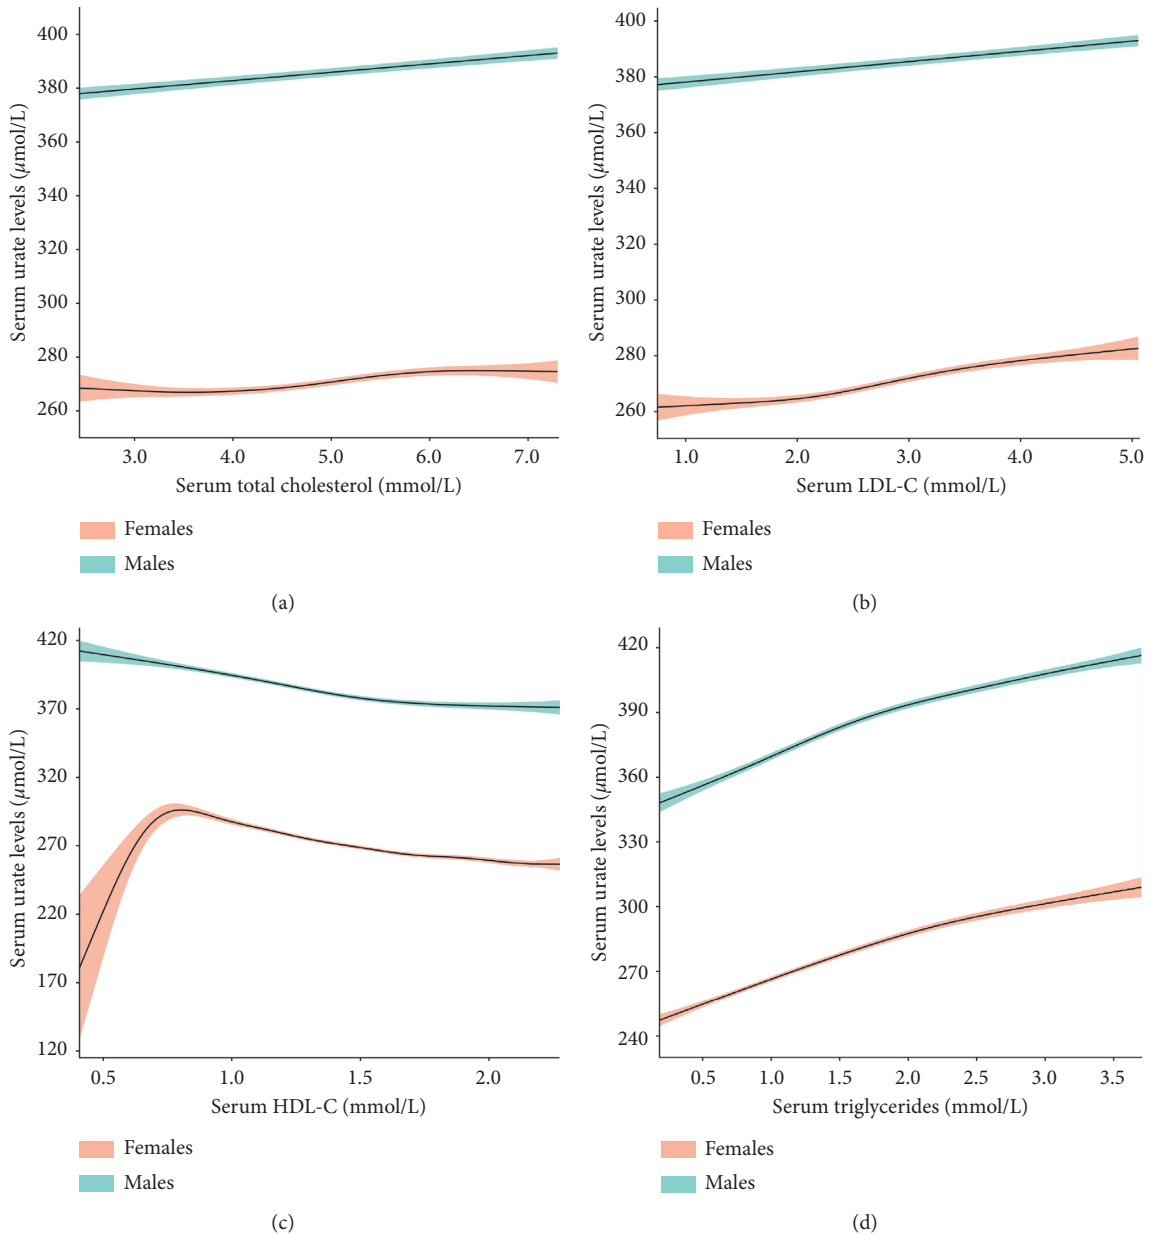 400
380
360
340
320
300
280
260
Serum urate levels (μmol/L)
3.0 4.0 5.0 6.0 7.0
Serum total cholesterol (mmol/L)
Females
Males
(a)
400
380
360
340
320
300
280
260
Serum urate levels (μmol/L)
1.0 2.0 3.0 4.0 5.0
Serum LDL-C (mmol/L)
Females
Males
(b)
420
370
320
270
220
170
120
Serum urate levels (μmol/L)
0.5 1.0 1.5 2.0
Serum HDL-C (mmol/L)
Females
Males
(c)
420
390
360
330
300
270
240
Serum urate levels (μmol/L)
0.5 1.0 1.5 2.0 2.5 3.0 3.5
Serum triglycerides (mmol/L)
Females
Males
(d)